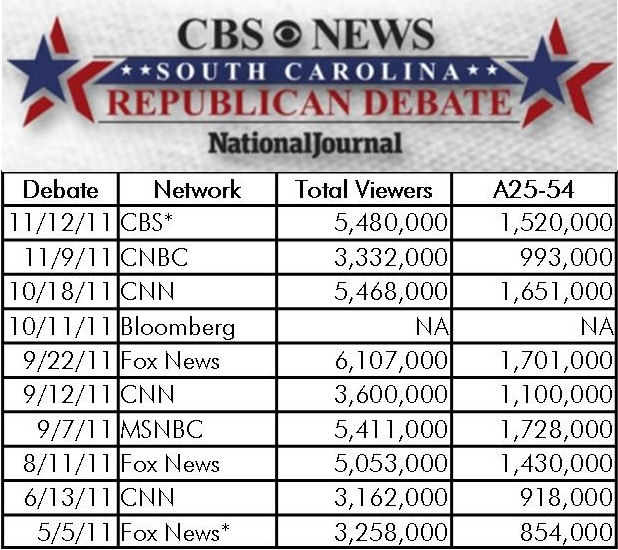 CBS NEWS
SOUTH CAROLINA
REPUBLICAN DEBATE
NationalJournal
Debate Network Total Viewers A25-54
11/12/11 CBS* 5,480,000 1,520,000
11/9/11 CNBC 3,332,000 993,000
10/18/11 CNN 5,468,000 1,651,000
10/11/11 Bloomberg NA NA
9/22/11 Fox News 6,107,000 1,701,000
9/12/11 CNN 3,600,000 1,100,000
9/7/11 MSNBC 5,411,000 1,728,000
8/11/11 Fox News 5,053,000 1,430,000
6/13/11 CNN 3,162,000 918,000
5/5/11 Fox News* 3,258,000 854,000